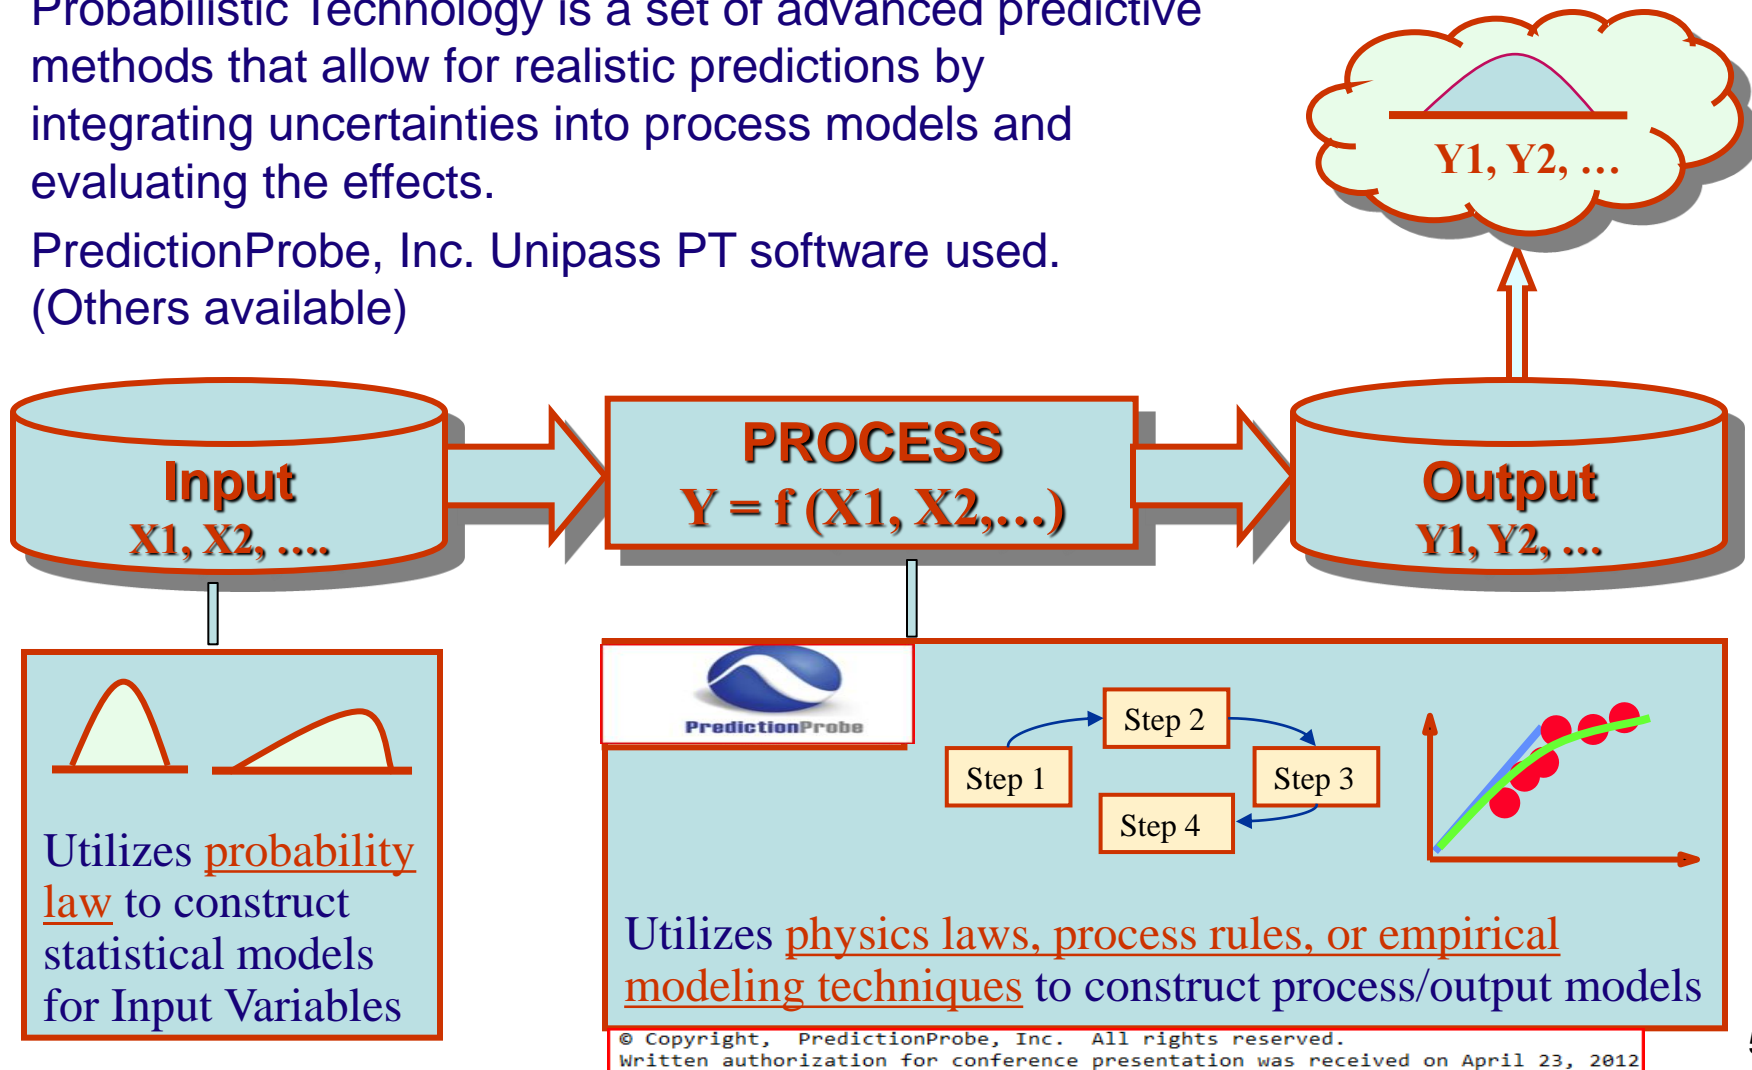 Probabilistic Technology is a set of advanced predictive
methods that allow for realistic predictions by
integrating uncertainties into process models and
evaluating the effects.
PredictionProbe, Inc. Unipass PT software used.
(Others available)
Y1, Y2, …
Input
X1, X2, ….
PROCESS
Y = f (X1, X2,…)
Output
Y1, Y2, …
Utilizes probability
law to construct
statistical models
for Input Variables
PredictionProbe
Step 1
Step 2
Step 3
Step 4
Utilizes physics laws, process rules, or empirical
modeling techniques to construct process/output models
© Copyright, PredictionProbe, Inc. All rights reserved.
Written authorization for conference presentation was received on April 23, 2012